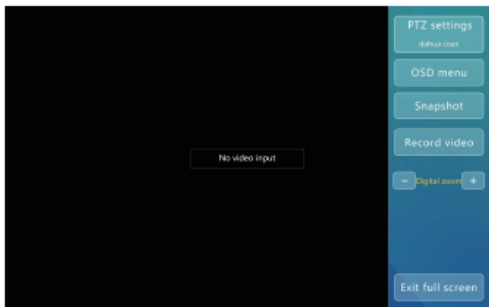 No video input
PTZ settings
dahua coax
OSD menu
Snapshot
Record video
− Digital zoom +
Exit full screen